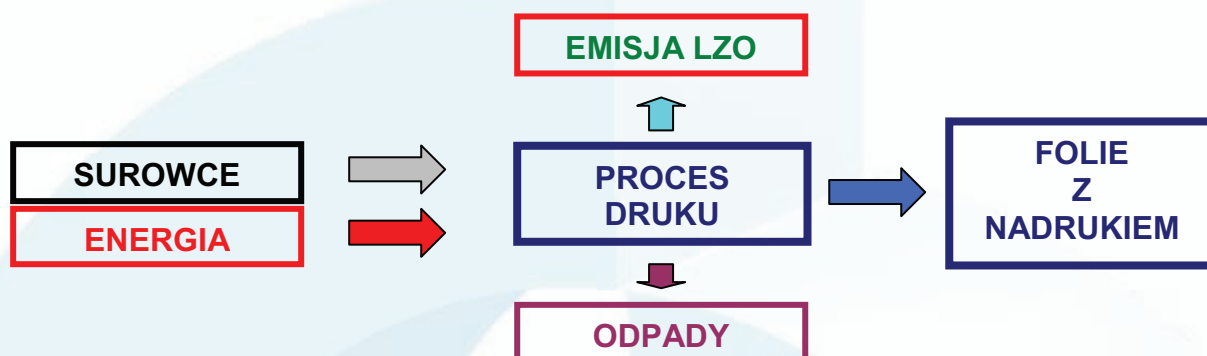 EMISJA LZO
SUROWCE
ENERGIA
PROCES
DRUKU
FOLIE
Z
NADRUKIEM
ODPADY